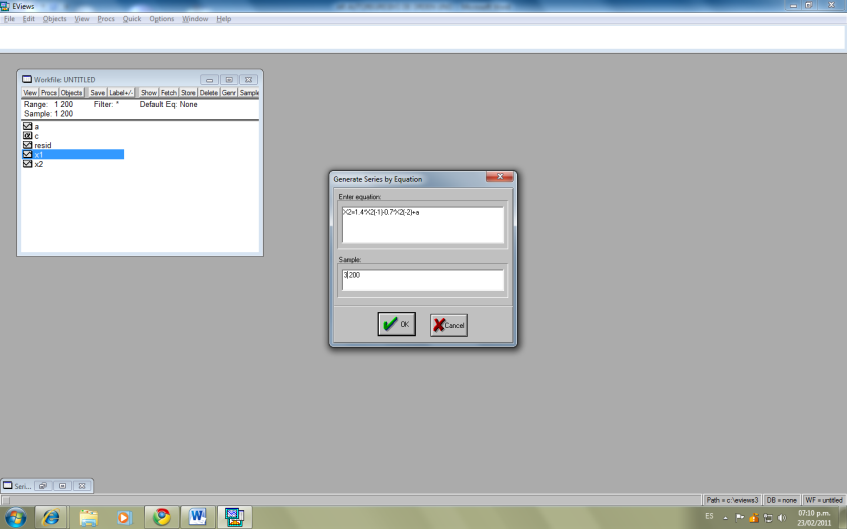 EViews
File Edit Objects View Procs Quick Options Window Help
Workfile: UNTITLED
View Procs Objects Save Label+/- Show Fetch Store Delete Genr Sample
Range: 1 200 Filter: * Default Eq: None
Sample: 1 200
a
c
resid
x1
x2
Generate Series by Equation
Enter equation:
X2=1.4*X2(-1)-0.7*X2(-2)+a
Sample:
3 200
OK
Cancel
Seri...
Path = c:\eviews3 DB = none WF = untitled
ES
07:10 p.m.
23/02/2011